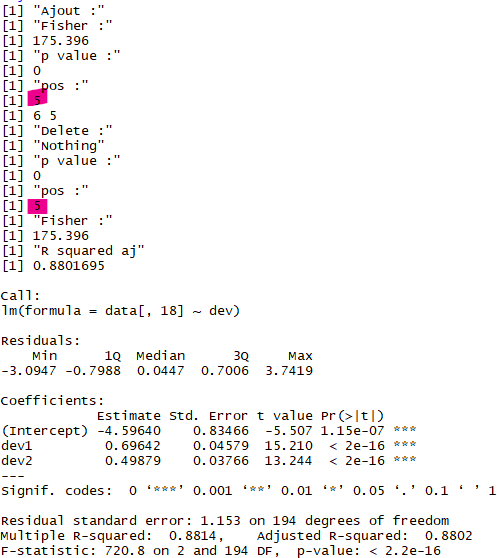 [1] "Ajout :"
[1] "Fisher :"
[1] 175.396
[1] "p value :"
[1] 0
[1] "pos :"
[1] 5
[1] 6 5
[1] "Delete :"
[1] "Nothing"
[1] "p value :"
[1] 0
[1] "pos :"
[1] 5
[1] "Fisher :"
[1] 175.396
[1] "R squared aj"
[1] 0.8801695
Call:
lm(formula = data[, 18] ~ dev)
Residuals:
Min 1Q Median 3Q Max
-3.0947 -0.7988 0.0447 0.7006 3.7419
Coefficients:
Estimate Std. Error t value Pr(>|t|)
(Intercept) -4.59640 0.83466 -5.507 1.15e-07 ***
dev1 0.69642 0.04579 15.210 < 2e-16 ***
dev2 0.49879 0.03766 13.244 < 2e-16 ***
---
Signif. codes: 0 ‘***’ 0.001 ‘**’ 0.01 ‘*’ 0.05 ‘.’ 0.1 ‘ ’ 1
Residual standard error: 1.153 on 194 degrees of freedom
Multiple R-squared: 0.8814, Adjusted R-squared: 0.8802
F-statistic: 720.8 on 2 and 194 DF, p-value: < 2.2e-16